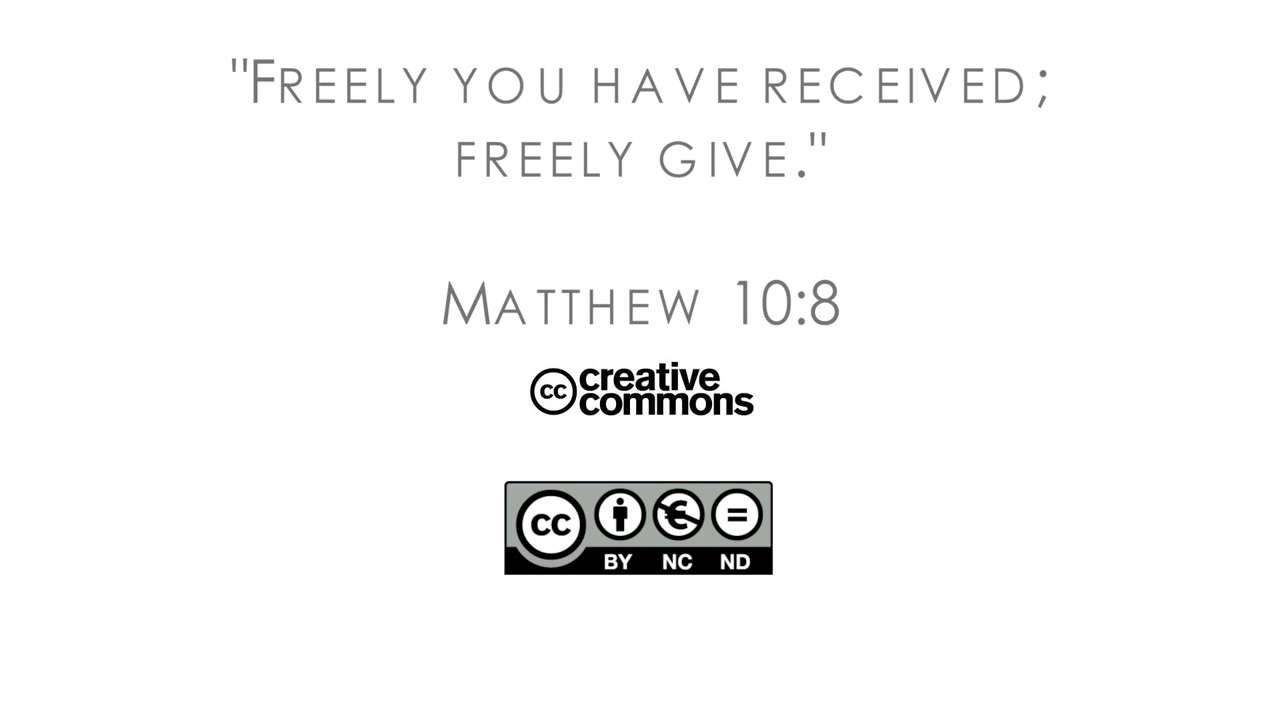 "Freely you have received;
freely give."
Matthew 10:8
cc creative
commons
cc BY NC ND